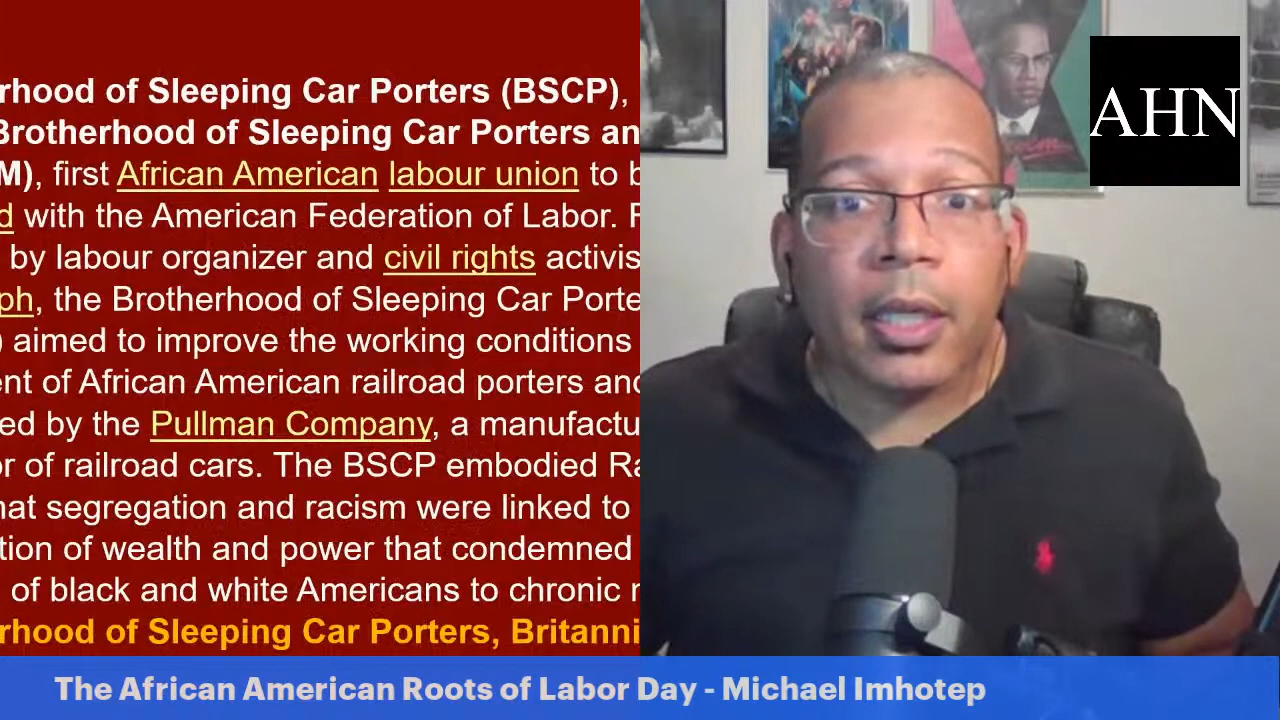 rhood of Sleeping Car Porters (BSCP),
Brotherhood of Sleeping Car Porters an
M), first African American labour union to b
d with the American Federation of Labor. F
by labour organizer and civil rights activis
ph, the Brotherhood of Sleeping Car Porte
) aimed to improve the working conditions
ent of African American railroad porters and
ed by the Pullman Company, a manufactu
or of railroad cars. The BSCP embodied Ra
hat segregation and racism were linked to
tion of wealth and power that condemned
of black and white Americans to chronic
rhood of Sleeping Car Porters, Britanni
AHN
The African American Roots of Labor Day - Michael Imhotep